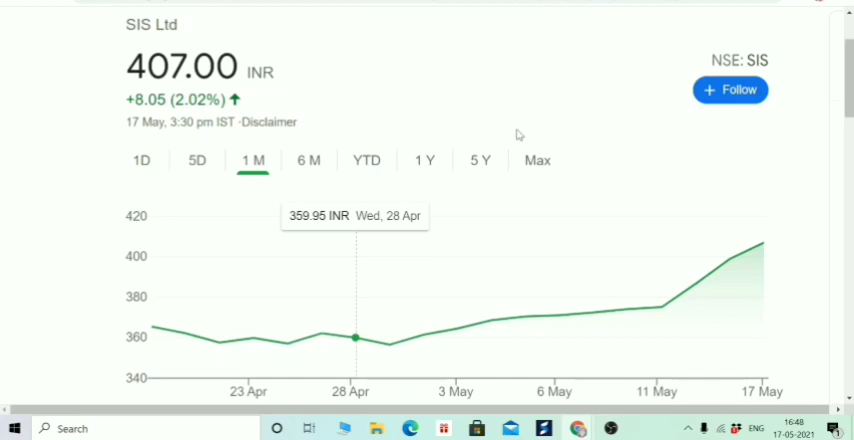 SIS Ltd
407.00 INR
NSE: SIS
+8.05 (2.02%) ↑
+ Follow
17 May, 3:30 pm IST ·Disclaimer
1D 5D 1 M 6 M YTD 1 Y 5 Y Max
420
359.95 INR Wed, 28 Apr
400
380
360
340
23 Apr 28 Apr 3 May 6 May 11 May 17 May
Search
ENG
16:48
17-05-2021
1